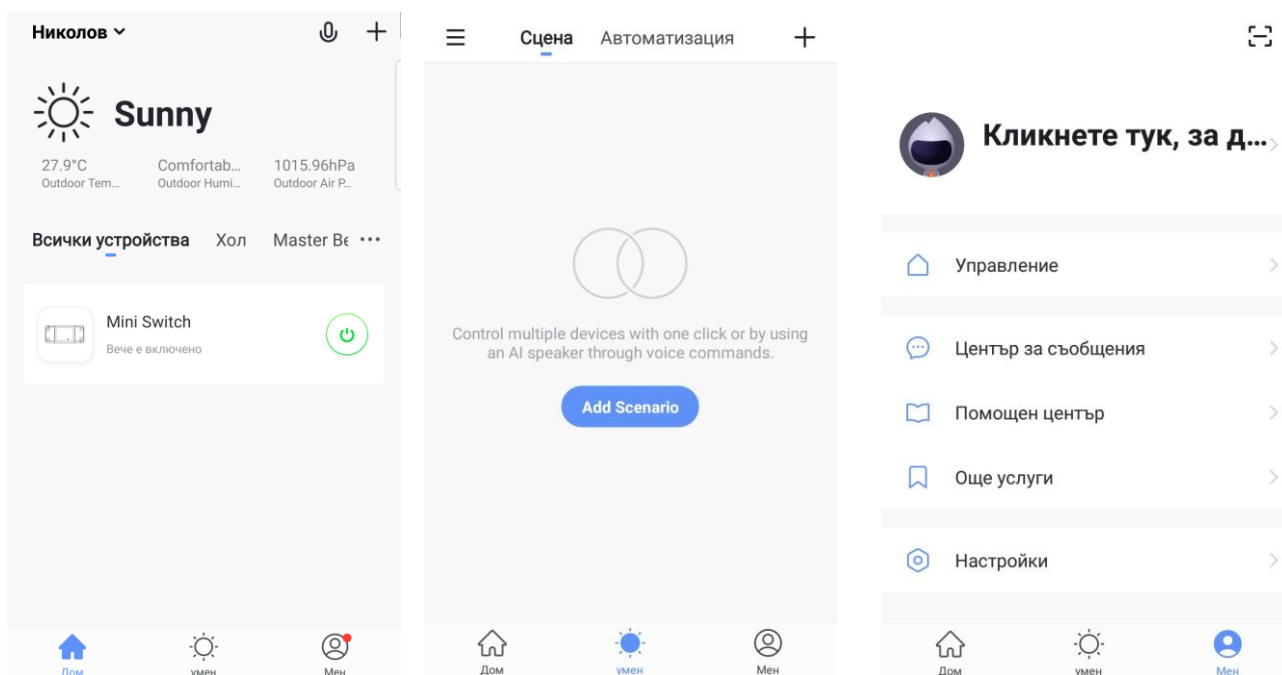 Николов
Sunny
27.9°C Comfortab... 1015.96hPa
Outdoor Tem... Outdoor Humi... Outdoor Air P...
Всички устройства Хол Master Be
Mini Switch
Вече е включено
Дом умен Мен
Сцена Автоматизация
Control multiple devices with one click or by using
an AI speaker through voice commands.
Add Scenario
Дом умен Мен
Кликнете тук, за д...
Управление
Център за съобщения
Помощен център
Още услуги
Настройки
Дом умен Мен